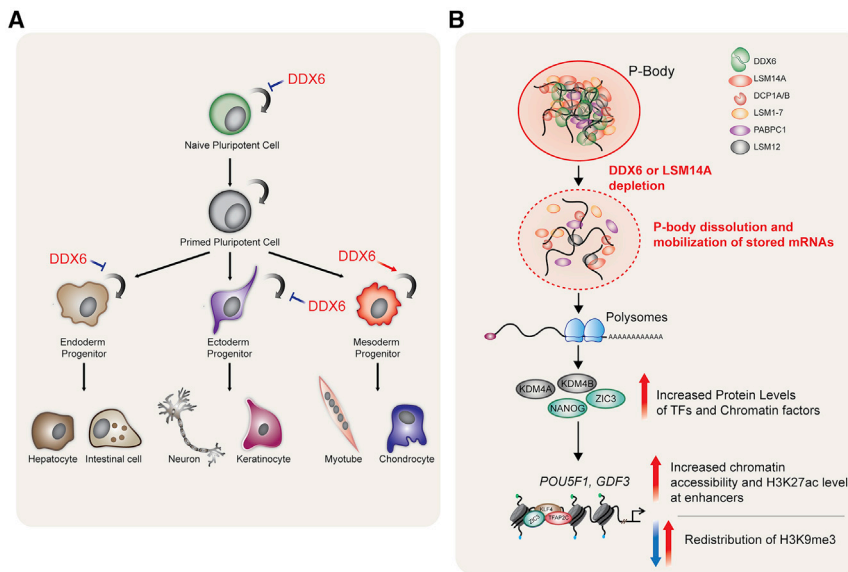 A
DDX6
Naive Pluripotent Cell
Primed Pluripotent Cell
DDX6
DDX6
DDX6
Endoderm
Progenitor
Ectoderm
Progenitor
Mesoderm
Progenitor
Hepatocyte
Intestinal cell
Neuron
Keratinocyte
Myotube
Chondrocyte
B
P-Body
DDX6
LSM14A
DCP1A/B
LSM1-7
PABPC1
LSM12
DDX6 or LSM14A
depletion
P-body dissolution and
mobilization of stored mRNAs
Polysomes
AAAAAAAAAAAA
KDM4A
KDM4B
NANOG
ZIC3
Increased Protein Levels
of TFs and Chromatin factors
POU5F1, GDF3
KLF4
ZIC3
TFAP2C
Increased chromatin
accessibility and H3K27ac level
at enhancers
Redistribution of H3K9me3